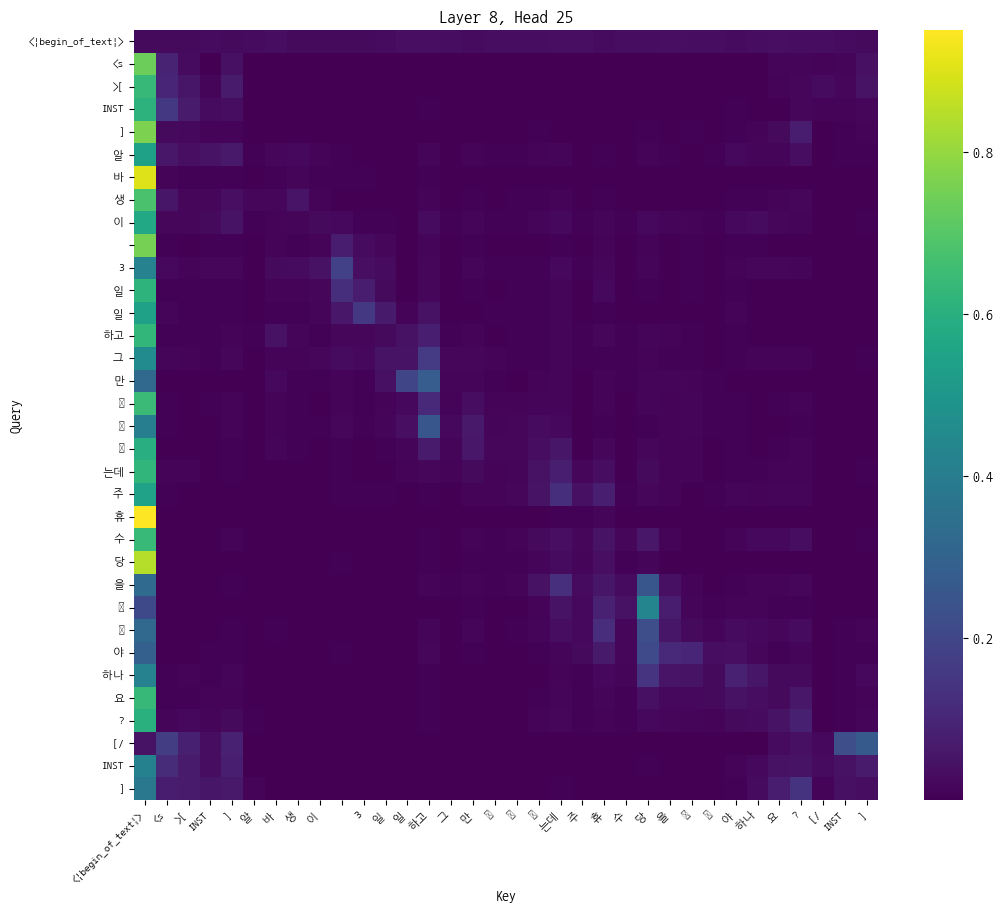 Layer 8, Head 25
<|begin_of_text|>
<s
>[
INST
]
알
바
생
이
3
일
일
하고
그
만
는데
주
휴
수
당
을
야
하나
요
?
[/
INST
]
Query
0.8
0.6
0.4
0.2
<|begin_of_text|>
<s
>[
INST
]
알
바
생
이
3
일
일
하고
그
만
는데
주
휴
수
당
을
야
하나
요
?
[/
INST
]
Key